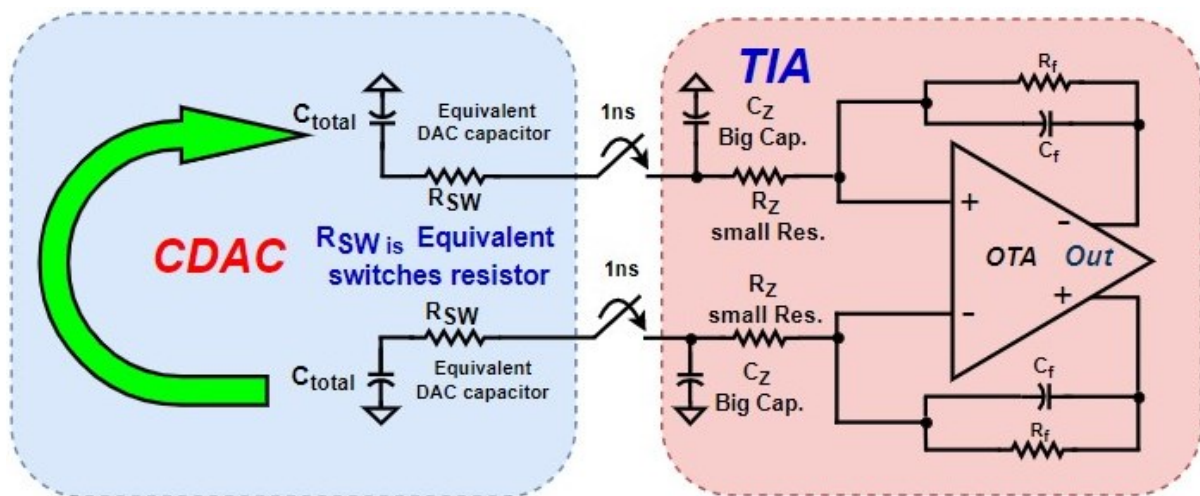 TIA
Rf
Cf
Ctotal
Equivalent
DAC capacitor
1ns
CZ
Big Cap.
RSW
RZ
small Res.
CDAC
RSW is Equivalent
switches resistor
+
-
OTA
Out
+
-
1ns
RZ
small Res.
RSW
Ctotal
Equivalent
DAC capacitor
CZ
Big Cap.
Cf
Rf